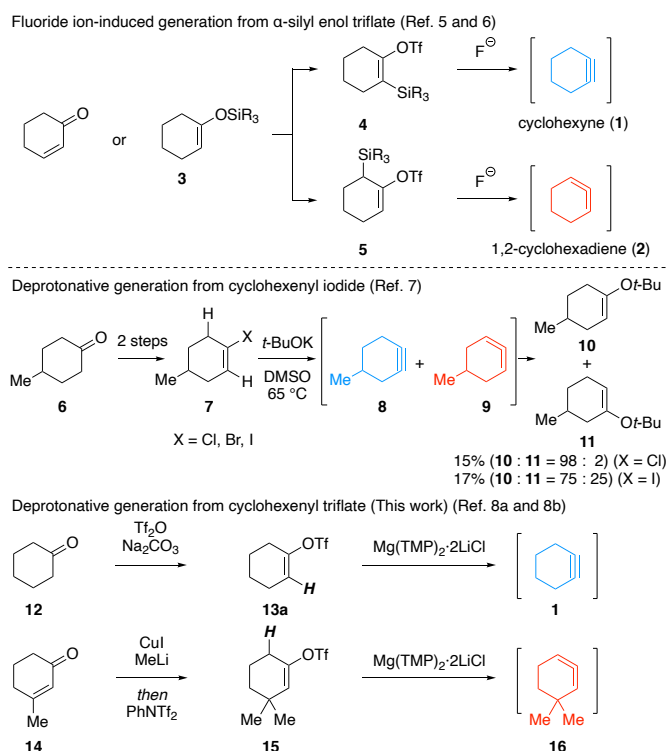 Fluoride ion-induced generation from α-silyl enol triflate (Ref. 5 and 6)
O
or
OSiR3
3
OTf
SiR3
4
F⊖
cyclohexyne (1)
SiR3
OTf
5
F⊖
1,2-cyclohexadiene (2)
Deprotonative generation from cyclohexenyl iodide (Ref. 7)
O
Me
6
2 steps
H
X
Me
H
7
X = Cl, Br, I
t-BuOK
DMSO
65 °C
Me
8
+
Me
9
Ot-Bu
Me
10
+
Me
Ot-Bu
11
15% (10 : 11 = 98 : 2) (X = Cl)
17% (10 : 11 = 75 : 25) (X = I)
Deprotonative generation from cyclohexenyl triflate (This work) (Ref. 8a and 8b)
O
12
Tf2O
Na2CO3
OTf
H
13a
Mg(TMP)2·2LiCl
1
O
Me
14
CuI
MeLi
then
PhNTf2
H
OTf
Me Me
15
Mg(TMP)2·2LiCl
Me Me
16